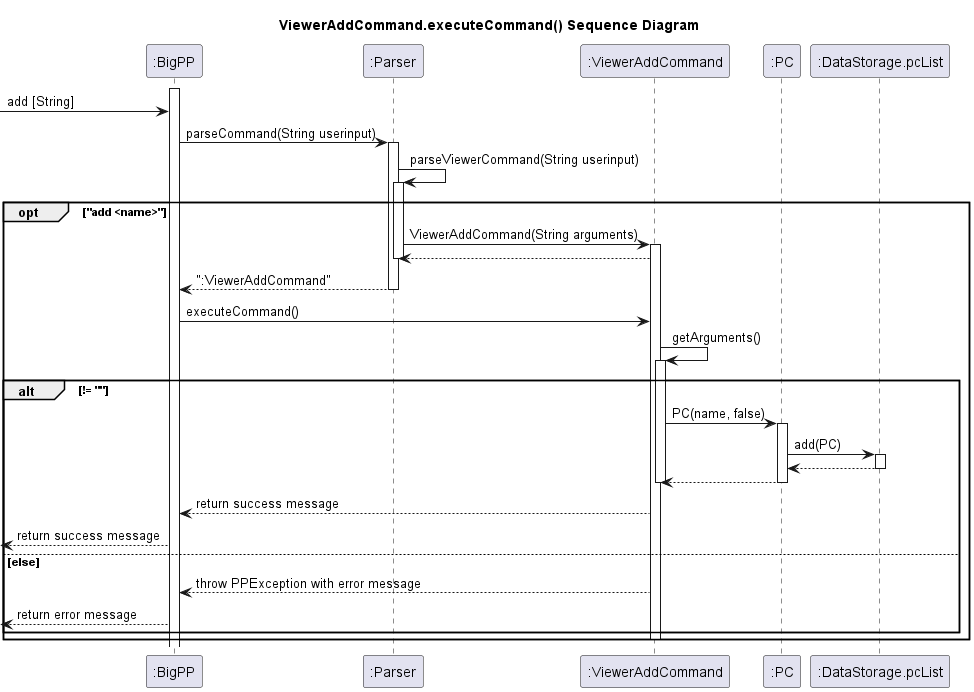 ViewerAddCommand.executeCommand() Sequence Diagram
:BigPP
:Parser
:ViewerAddCommand
:PC
:DataStorage.pcList
add [String]
parseCommand(String userinput)
parseViewerCommand(String userinput)
opt
["add <name>"]
ViewerAddCommand(String arguments)
":ViewerAddCommand"
executeCommand()
getArguments()
alt
[!= ""]
PC(name, false)
add(PC)
return success message
return success message
[else]
throw PPException with error message
return error message
:BigPP
:Parser
:ViewerAddCommand
:PC
:DataStorage.pcList